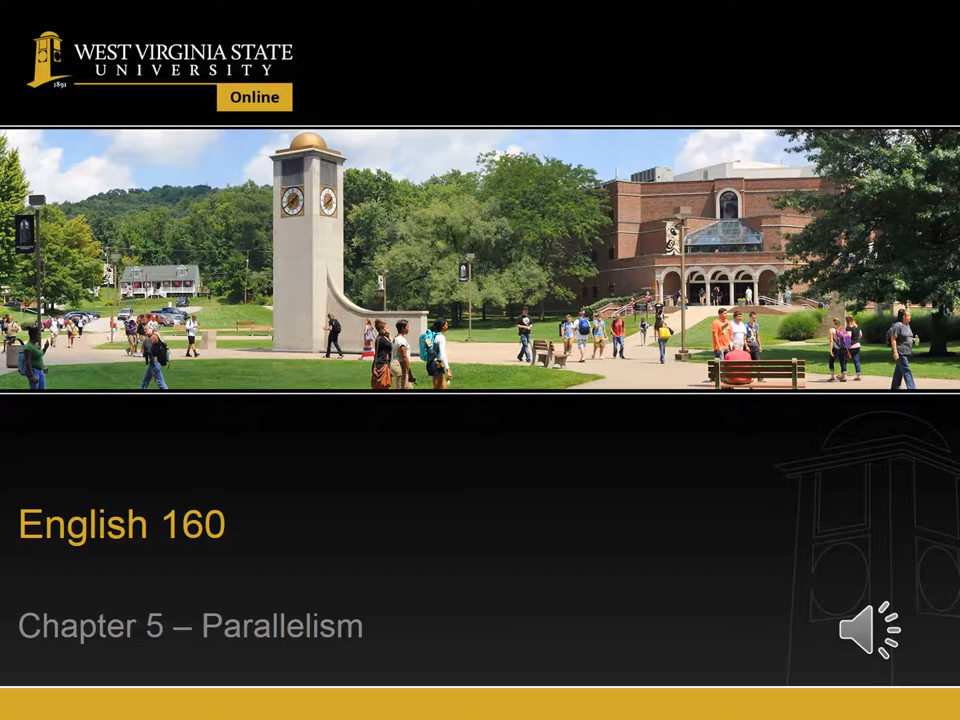 WEST VIRGINIA STATE
UNIVERSITY
1891
Online
English 160
Chapter 5 – Parallelism